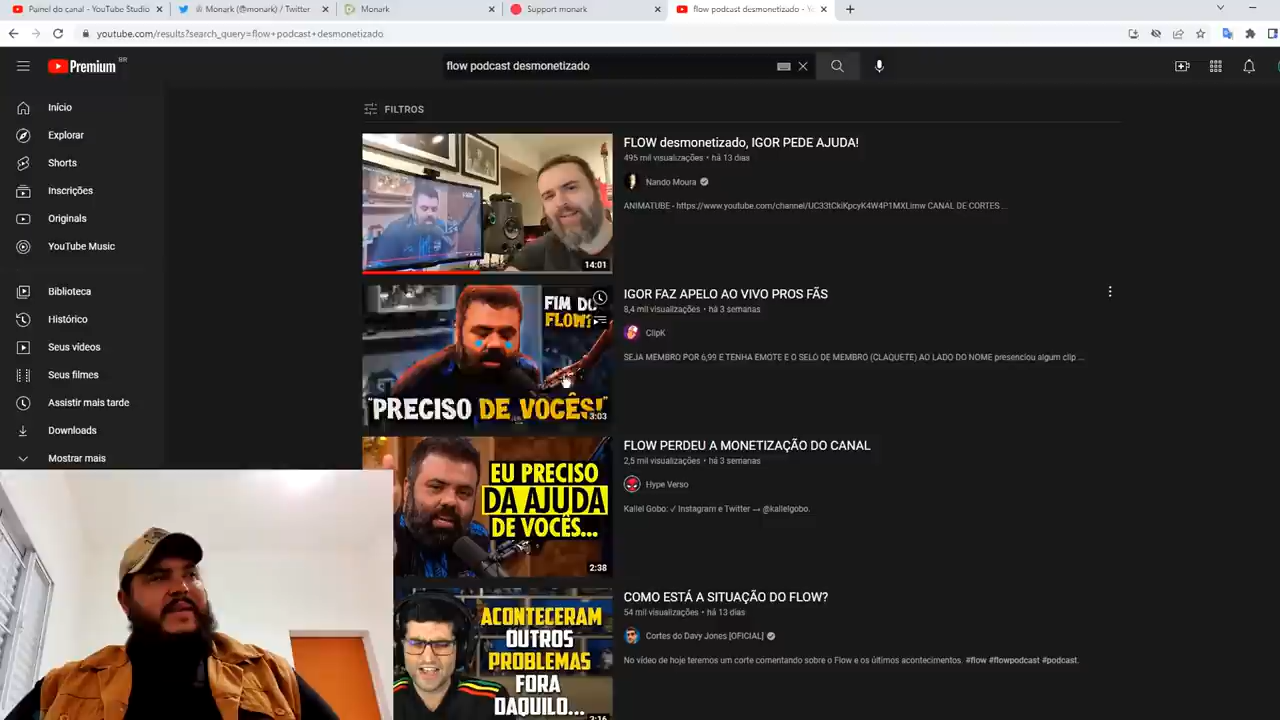 Painel do canal - YouTube Studio
Monark (@monark) / Twitter
Monark
Support monark
flow podcast desmonetizado - Yo
youtube.com/results?search_query=flow+podcast+desmonetizado
Premium BR
flow podcast desmonetizado
Início
Explorar
Shorts
Inscrições
Originals
YouTube Music
Biblioteca
Histórico
Seus vídeos
Seus filmes
Assistir mais tarde
Downloads
Mostrar mais
FILTROS
14:01
FLOW desmonetizado, IGOR PEDE AJUDA!
495 mil visualizações • há 13 dias
Nando Moura
ANIMATUBE - https://www.youtube.com/channel/UC33tCkiKpcyK4W4P1MXLimw CANAL DE CORTES ...
FIM DO
FLOW?
"PRECISO DE VOCÊS!"
3:03
IGOR FAZ APELO AO VIVO PROS FÃS
8,4 mil visualizações • há 3 semanas
ClipK
SEJA MEMBRO POR 6,99 E TENHA EMOTE E O SELO DE MEMBRO (CLAQUETE) AO LADO DO NOME presenciou algum clip ...
EU PRECISO
DA AJUDA
DE VOCÊS...
2:38
FLOW PERDEU A MONETIZAÇÃO DO CANAL
2,5 mil visualizações • há 3 semanas
Hype Verso
Kallel Gobo: ✓ Instagram e Twitter → @kallelgobo.
ACONTECERAM
OUTROS
PROBLEMAS
FORA
DAQUILO...
3:16
COMO ESTÁ A SITUAÇÃO DO FLOW?
54 mil visualizações • há 13 dias
Cortes do Davy Jones [OFICIAL]
No vídeo de hoje teremos um corte comentando sobre o Flow e os últimos acontecimentos. #flow #flowpodcast #podcast.